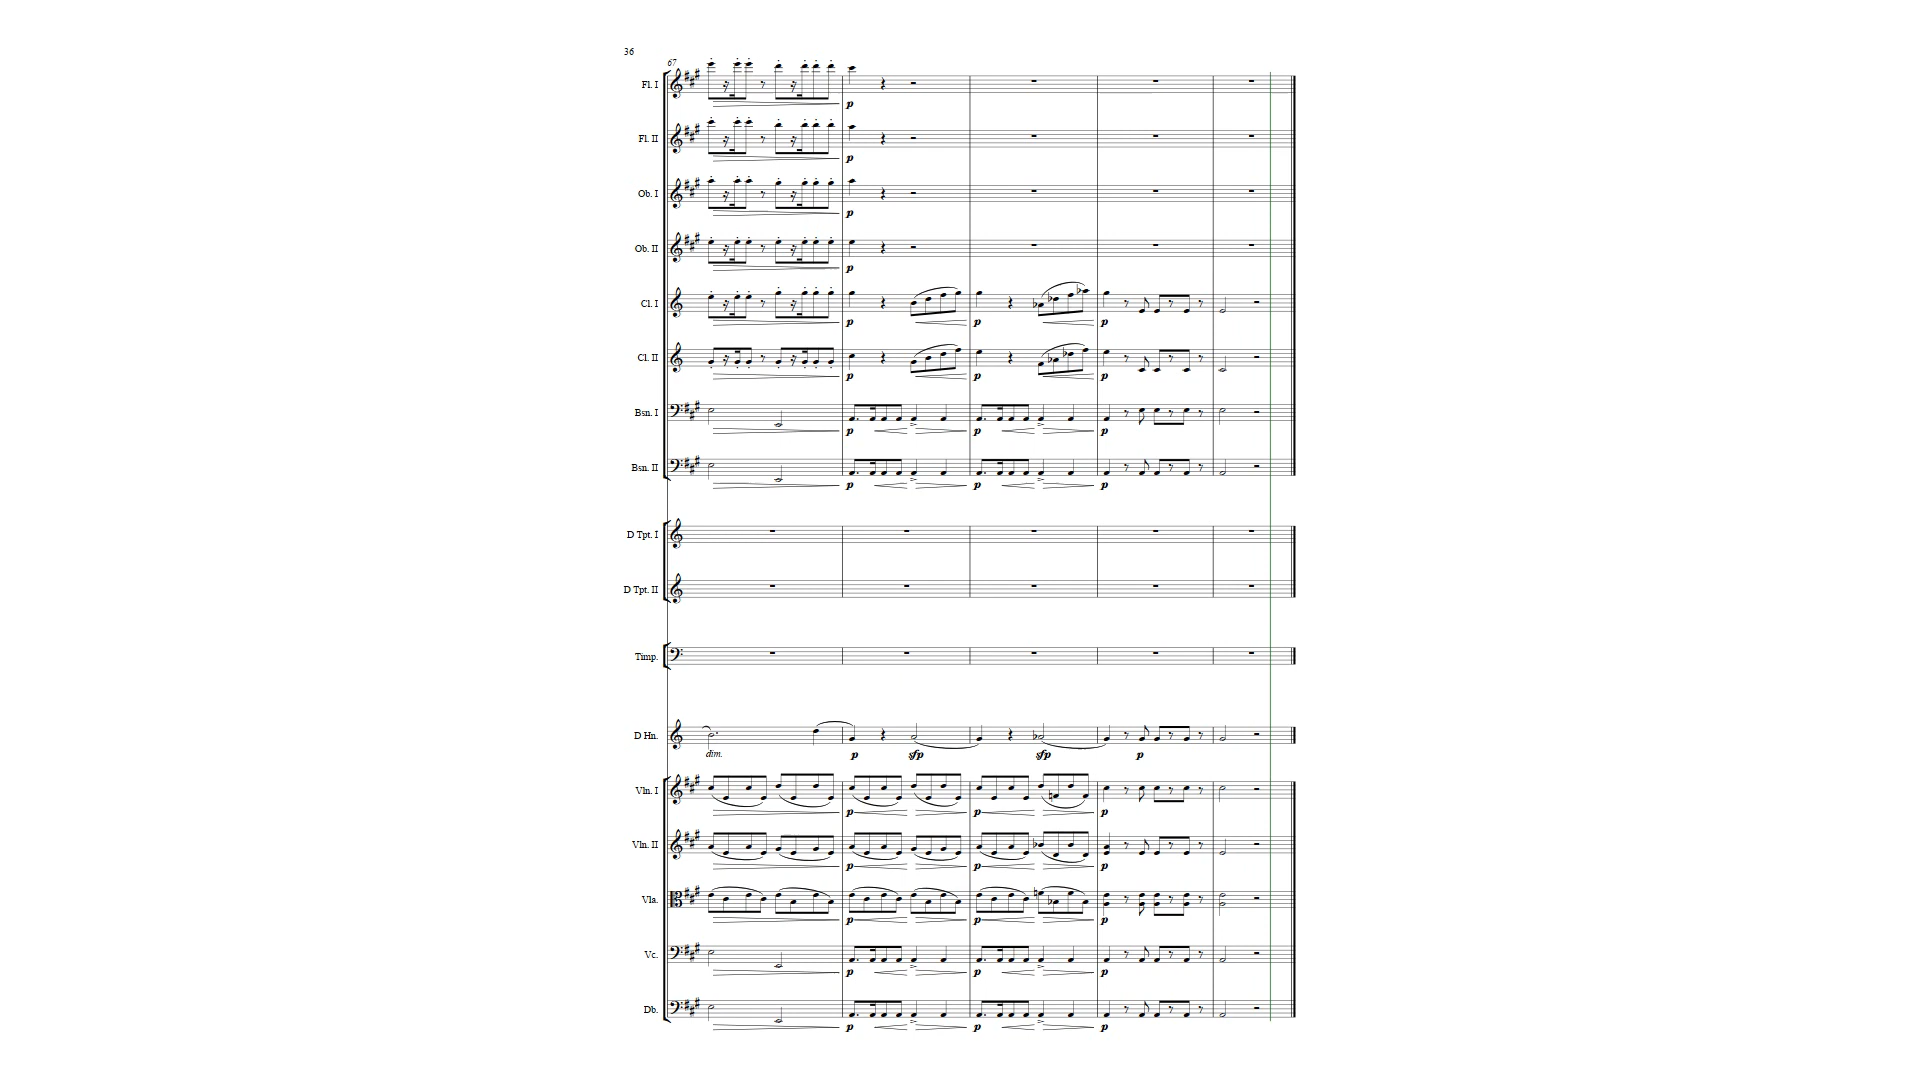 36
67
Fl. I
p
Fl. II
p
Ob. I
p
Ob. II
p
Cl. I
p p p
Cl. II
p p p
Bsn. I
p p p
Bsn. II
p p p
D Tpt. I
D Tpt. II
Timp.
D Hn.
dim. p sfp sfp p
Vln. I
p p p
Vln. II
p p p
Vla.
p p p
Vc.
p p p
Db.
p p p